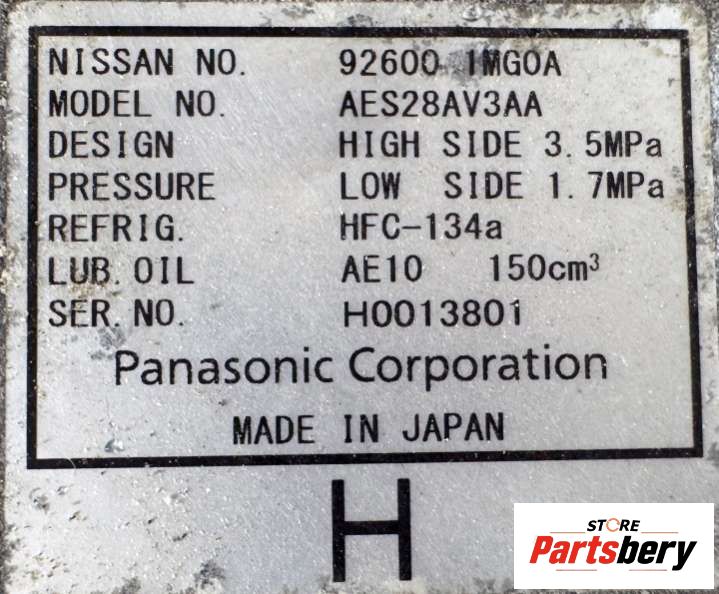 NISSAN NO. 92600 1MG0A
MODEL NO. AES28AV3AA
DESIGN HIGH SIDE 3.5MPa
PRESSURE LOW SIDE 1.7MPa
REFRIG. HFC-134a
LUB.OIL AE10 150cm³
SER.NO. H0013801
Panasonic Corporation
MADE IN JAPAN
H
STORE
Partsbery